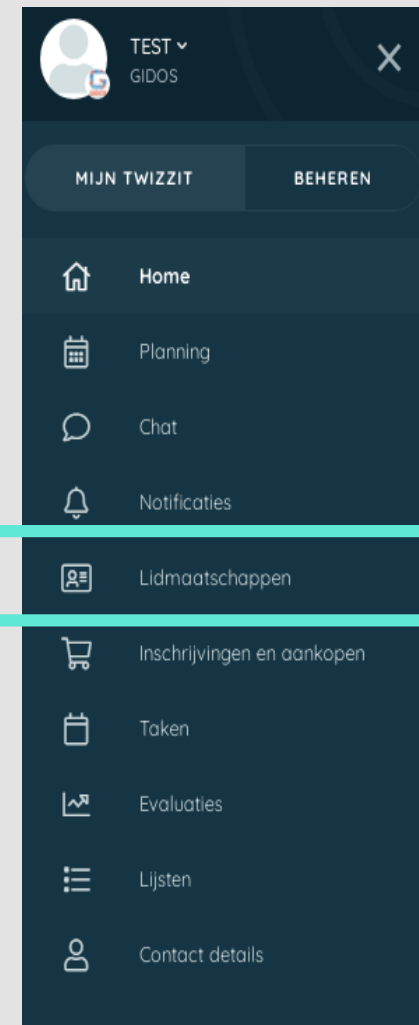 TEST
GIDOS
MIJN TWIZZIT
BEHEREN
Home
Planning
Chat
Notificaties
Lidmaatschappen
Inschrijvingen en aankopen
Taken
Evaluaties
Lijsten
Contact details